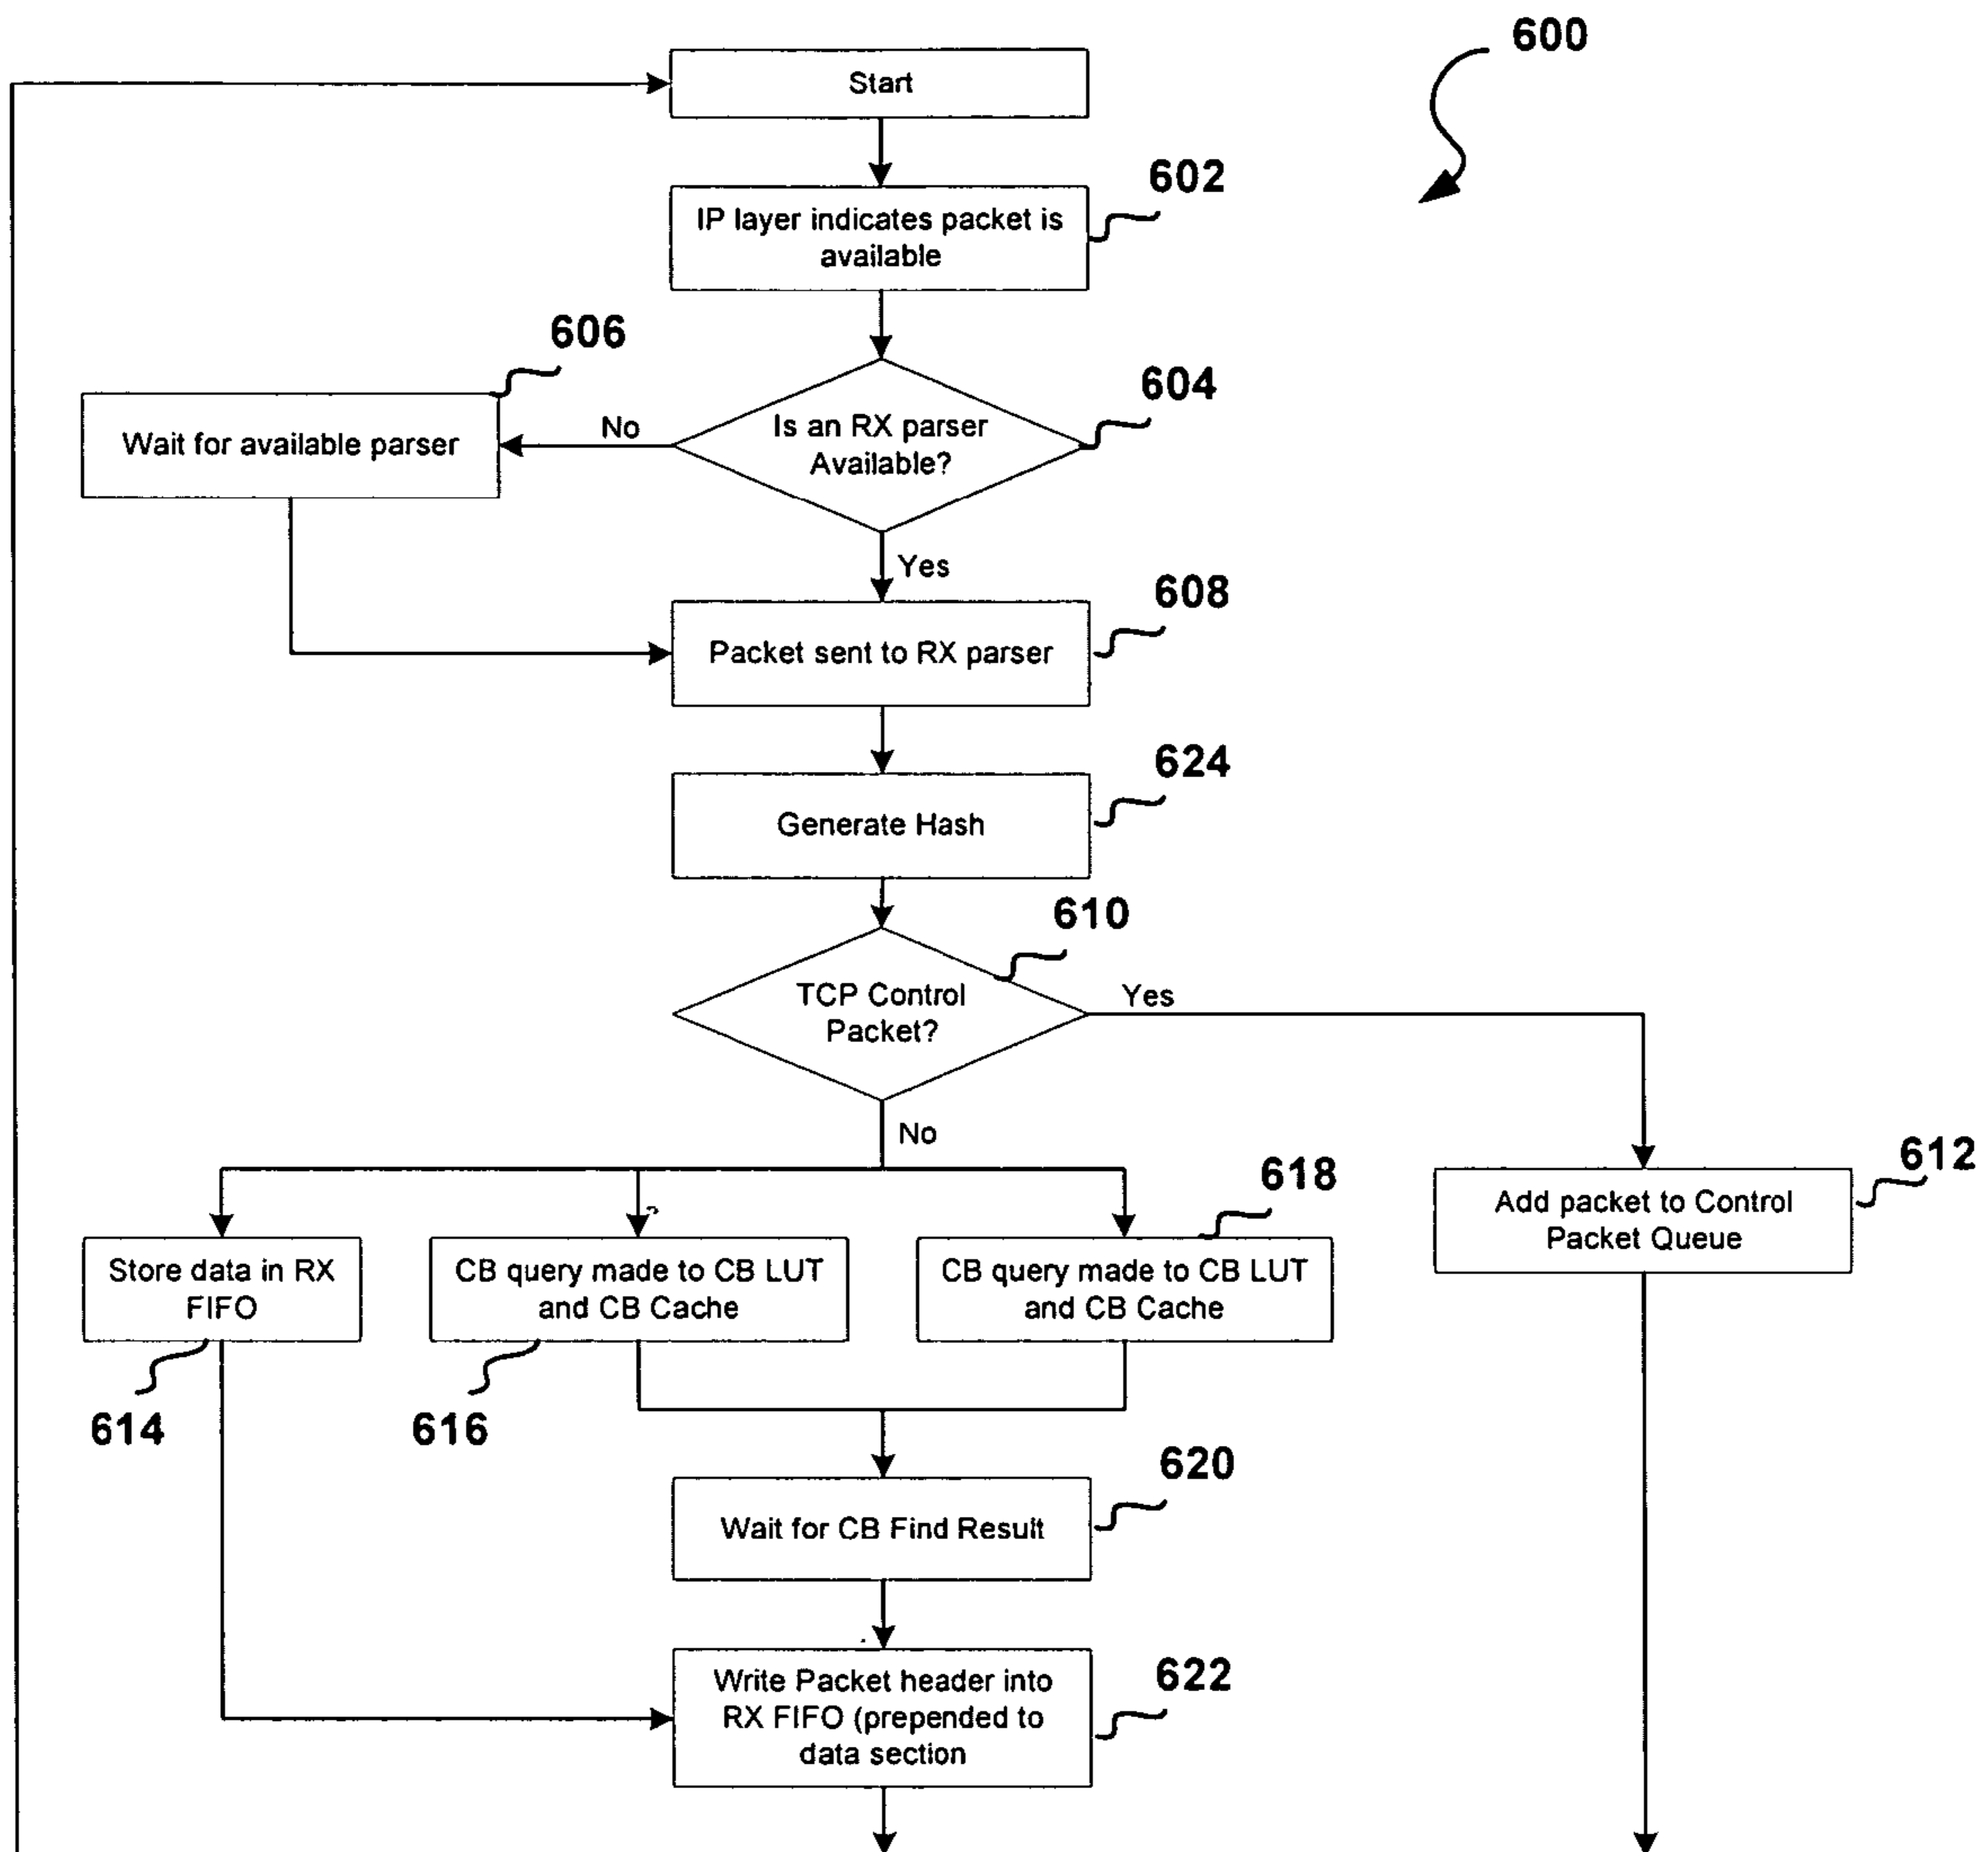 600
Start
602
IP layer indicates packet is
available
606
604
Wait for available parser
No
Is an RX parser
Available?
Yes
608
Packet sent to RX parser
624
Generate Hash
610
TCP Control
Packet?
Yes
No
618
612
Add packet to Control
Packet Queue
Store data in RX
FIFO
CB query made to CB LUT
and CB Cache
CB query made to CB LUT
and CB Cache
614
616
620
Wait for CB Find Result
622
Write Packet header into
RX FIFO (prepended to
data section